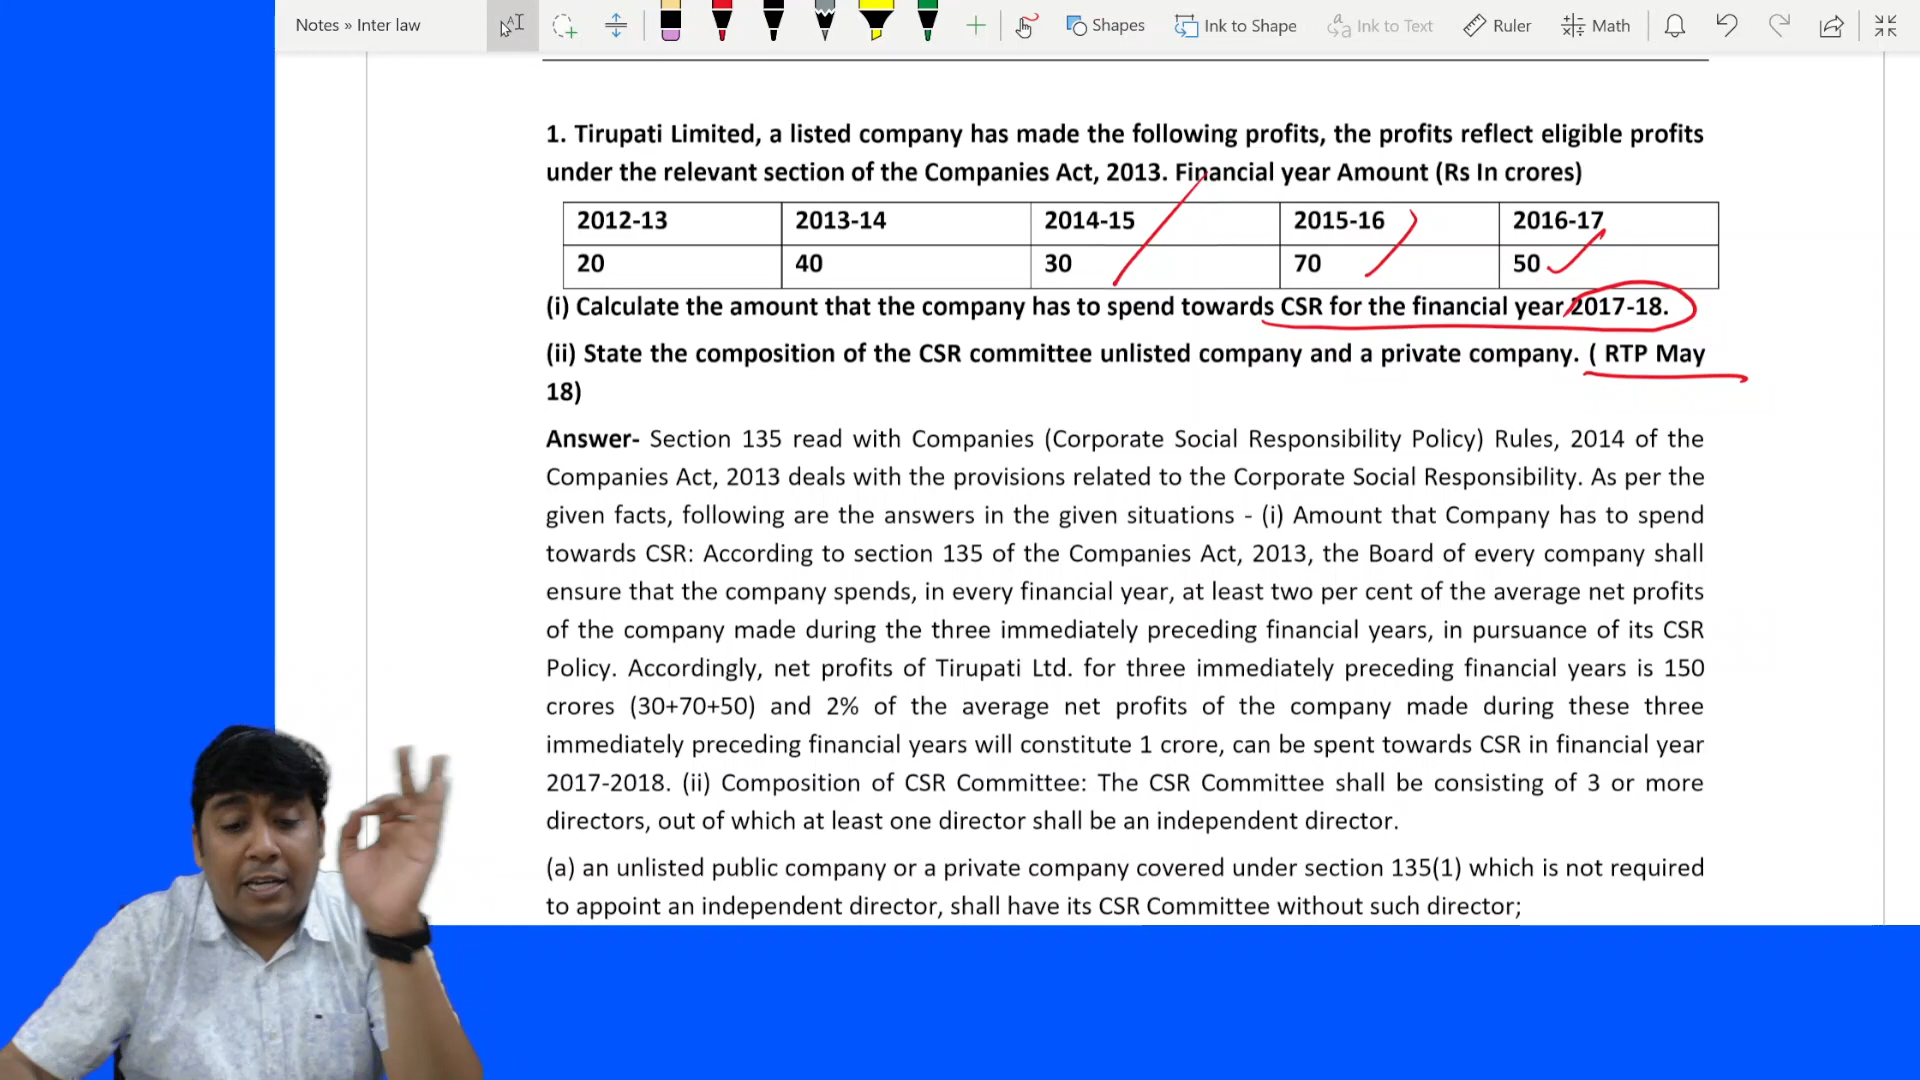 Notes » Inter law
Shapes
Ink to Shape
Ink to Text
Ruler
Math
1. Tirupati Limited, a listed company has made the following profits, the profits reflect eligible profits
under the relevant section of the Companies Act, 2013. Financial year Amount (Rs In crores)
2012-13 2013-14 2014-15 2015-16 2016-17
20 40 30 70 50
(i) Calculate the amount that the company has to spend towards CSR for the financial year 2017-18.
(ii) State the composition of the CSR committee unlisted company and a private company. ( RTP May
18)
Answer- Section 135 read with Companies (Corporate Social Responsibility Policy) Rules, 2014 of the
Companies Act, 2013 deals with the provisions related to the Corporate Social Responsibility. As per the
given facts, following are the answers in the given situations - (i) Amount that Company has to spend
towards CSR: According to section 135 of the Companies Act, 2013, the Board of every company shall
ensure that the company spends, in every financial year, at least two per cent of the average net profits
of the company made during the three immediately preceding financial years, in pursuance of its CSR
Policy. Accordingly, net profits of Tirupati Ltd. for three immediately preceding financial years is 150
crores (30+70+50) and 2% of the average net profits of the company made during these three
immediately preceding financial years will constitute 1 crore, can be spent towards CSR in financial year
2017-2018. (ii) Composition of CSR Committee: The CSR Committee shall be consisting of 3 or more
directors, out of which at least one director shall be an independent director.
(a) an unlisted public company or a private company covered under section 135(1) which is not required
to appoint an independent director, shall have its CSR Committee without such director;